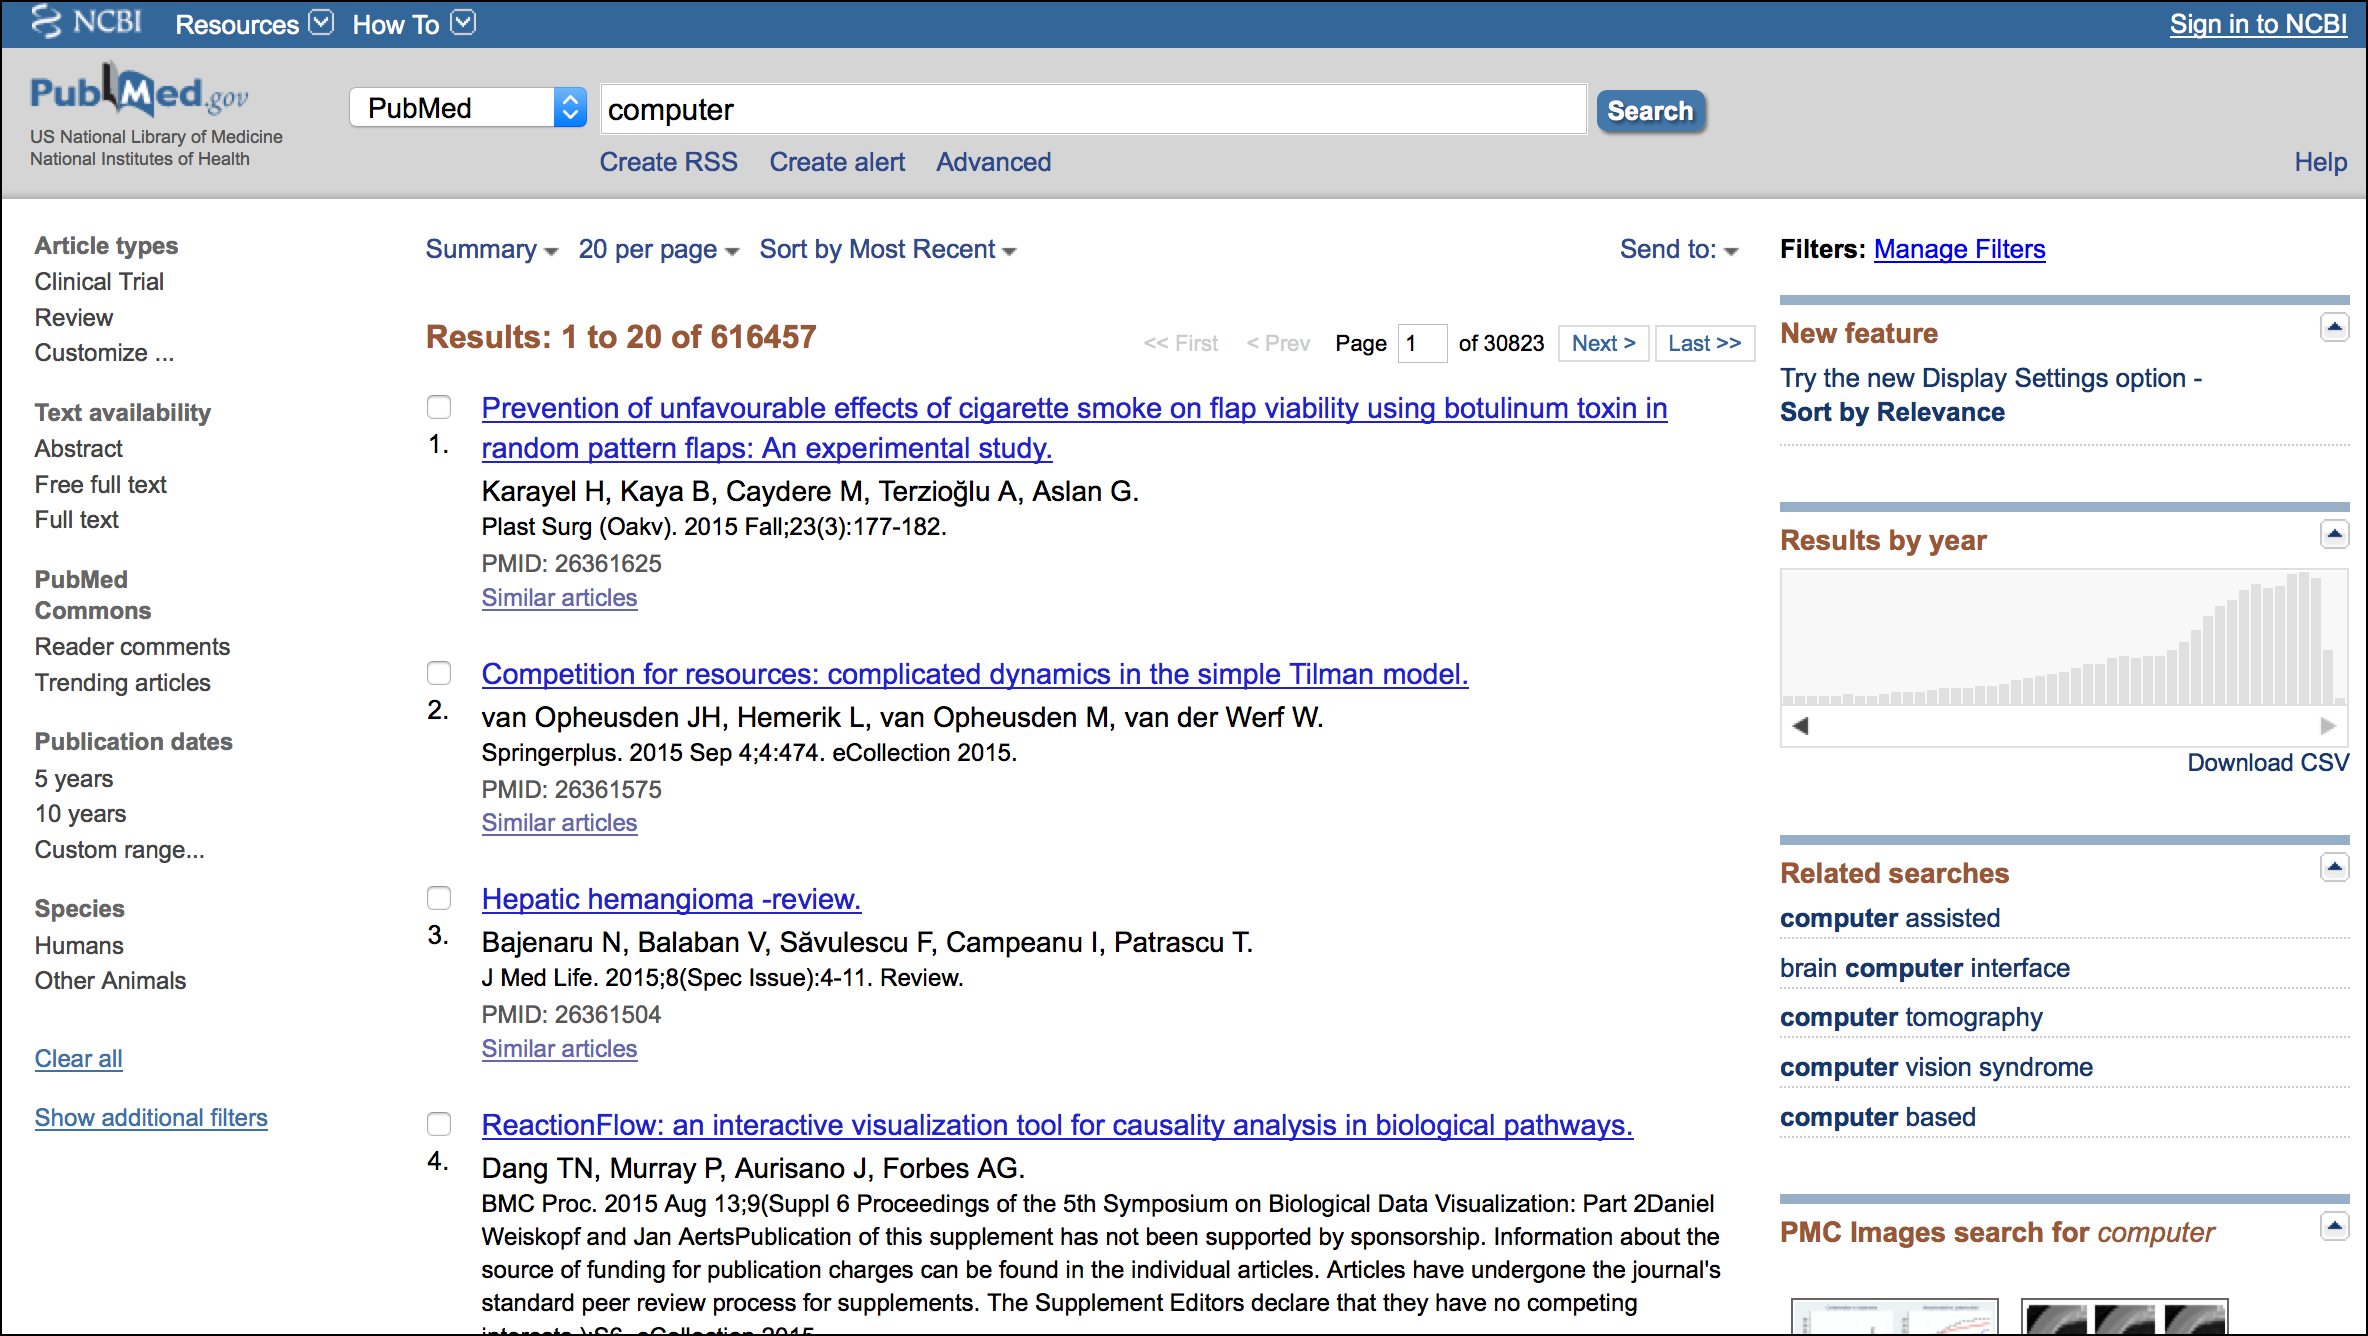 NCBI Resources How To Sign in to NCBI
PubMed.gov
US National Library of Medicine
National Institutes of Health
PubMed
computer
Search
Create RSS Create alert Advanced
Help
Article types
Clinical Trial
Review
Customize ...
Text availability
Abstract
Free full text
Full text
PubMed
Commons
Reader comments
Trending articles
Publication dates
5 years
10 years
Custom range...
Species
Humans
Other Animals
Clear all
Show additional filters
Summary 20 per page Sort by Most Recent Send to:
Results: 1 to 20 of 616457
<< First < Prev Page 1 of 30823 Next > Last >>
1. Prevention of unfavourable effects of cigarette smoke on flap viability using botulinum toxin in
random pattern flaps: An experimental study.
Karayel H, Kaya B, Caydere M, Terzioğlu A, Aslan G.
Plast Surg (Oakv). 2015 Fall;23(3):177-182.
PMID: 26361625
Similar articles
2. Competition for resources: complicated dynamics in the simple Tilman model.
van Opheusden JH, Hemerik L, van Opheusden M, van der Werf W.
Springerplus. 2015 Sep 4;4:474. eCollection 2015.
PMID: 26361575
Similar articles
3. Hepatic hemangioma -review.
Bajenaru N, Balaban V, Săvulescu F, Campeanu I, Patrascu T.
J Med Life. 2015;8(Spec Issue):4-11. Review.
PMID: 26361504
Similar articles
4. ReactionFlow: an interactive visualization tool for causality analysis in biological pathways.
Dang TN, Murray P, Aurisano J, Forbes AG.
BMC Proc. 2015 Aug 13;9(Suppl 6 Proceedings of the 5th Symposium on Biological Data Visualization: Part 2Daniel
Weiskopf and Jan AertsPublication of this supplement has not been supported by sponsorship. Information about the
source of funding for publication charges can be found in the individual articles. Articles have undergone the journal's
standard peer review process for supplements. The Supplement Editors declare that they have no competing
interests.):S6. eCollection 2015.
Filters: Manage Filters
New feature
Try the new Display Settings option -
Sort by Relevance
Results by year
Download CSV
Related searches
computer assisted
brain computer interface
computer tomography
computer vision syndrome
computer based
PMC Images search for computer